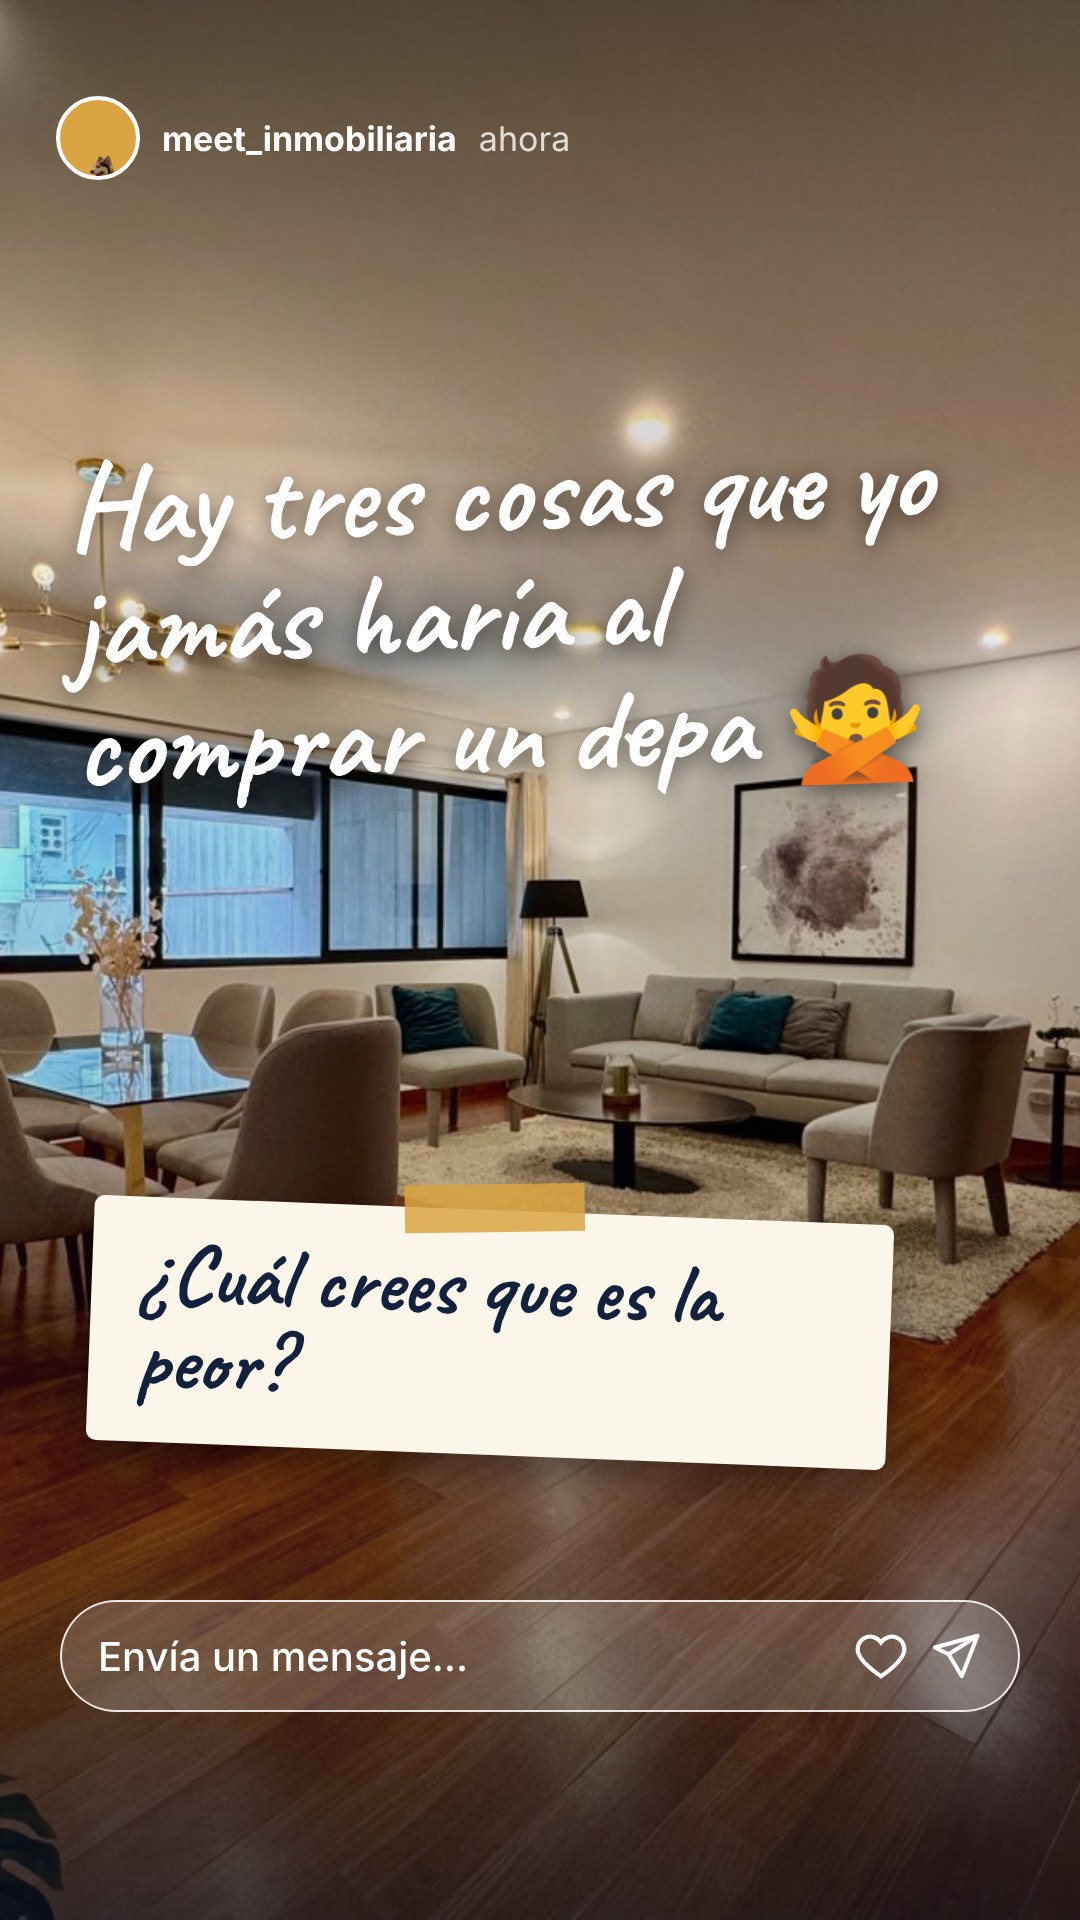 meet_inmobiliaria ahora
Hay tres cosas que yo
jamás haría al
comprar un depa 🙅
¿Cuál crees que es la
peor?
Envía un mensaje...